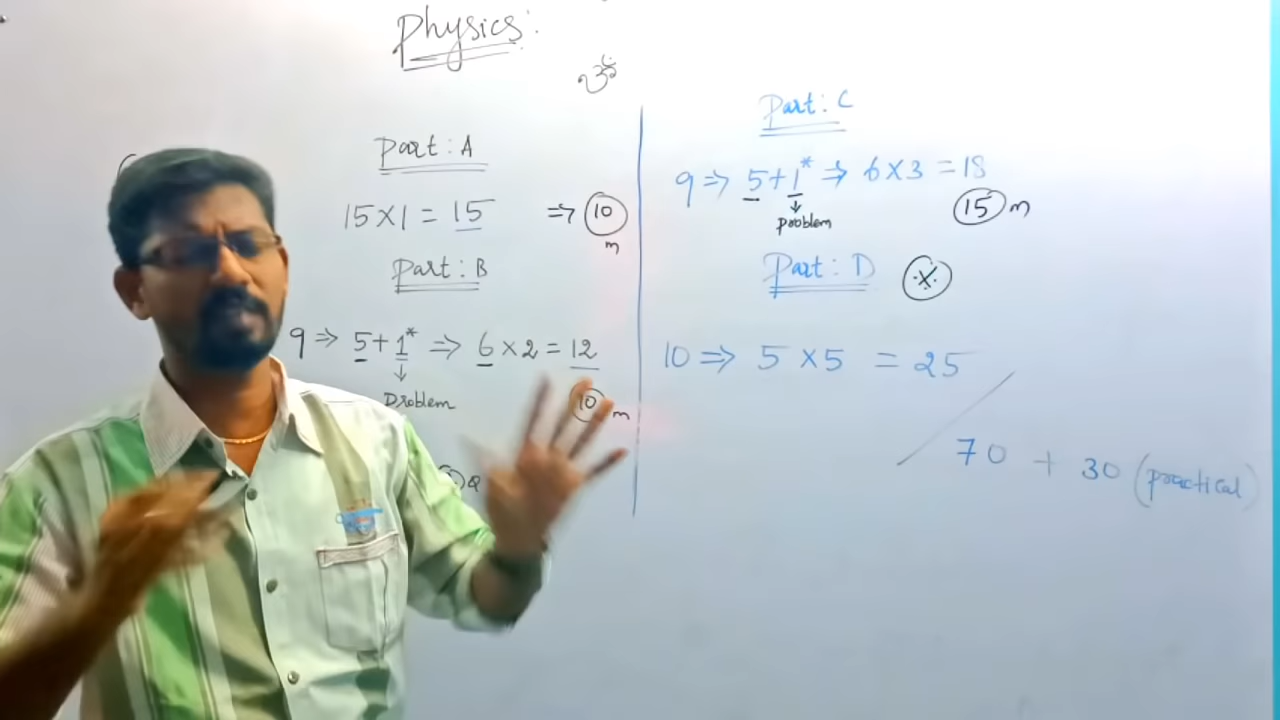 Physics:
ௐ
Part: A
15×1 = 15 ⇒ 10
m
Part: B
9 ⇒ 5+1* ⇒ 6×2 = 12
↓
problem
10 m
Q
Part: C
9 ⇒ 5+1* ⇒ 6×3 = 18
↓
problem
15 m
Part: D *
10 ⇒ 5×5 = 25
70 + 30 (practical)